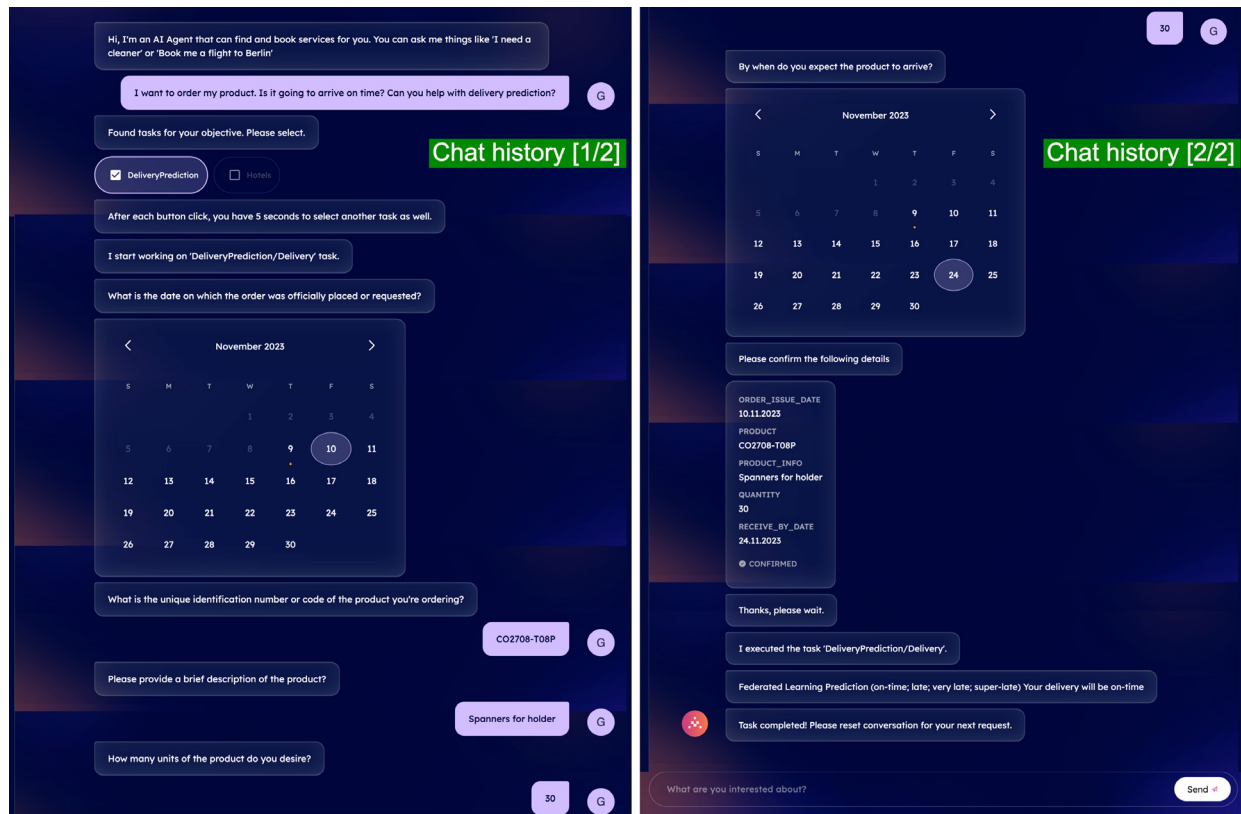 Hi, I'm an AI Agent that can find and book services for you. You can ask me things like 'I need a
cleaner' or 'Book me a flight to Berlin'
I want to order my product. Is it going to arrive on time? Can you help with delivery prediction?
G
Found tasks for your objective. Please select.
Chat history [1/2]
DeliveryPrediction
Hotels
After each button click, you have 5 seconds to select another task as well.
I start working on 'DeliveryPrediction/Delivery' task.
What is the date on which the order was officially placed or requested?
November 2023
S M T W T F S
1 2 3 4
5 6 7 8 9 10 11
12 13 14 15 16 17 18
19 20 21 22 23 24 25
26 27 28 29 30
What is the unique identification number or code of the product you're ordering?
CO2708-T08P
G
Please provide a brief description of the product?
Spanners for holder
G
How many units of the product do you desire?
30
G
30
G
By when do you expect the product to arrive?
November 2023
Chat history [2/2]
S M T W T F S
1 2 3 4
5 6 7 8 9 10 11
12 13 14 15 16 17 18
19 20 21 22 23 24 25
26 27 28 29 30
Please confirm the following details
ORDER_ISSUE_DATE
10.11.2023
PRODUCT
CO2708-T08P
PRODUCT_INFO
Spanners for holder
QUANTITY
30
RECEIVE_BY_DATE
24.11.2023
CONFIRMED
Thanks, please wait.
I executed the task 'DeliveryPrediction/Delivery'.
Federated Learning Prediction (on-time; late; very late; super-late) Your delivery will be on-time
Task completed! Please reset conversation for your next request.
What are you interested about?
Send